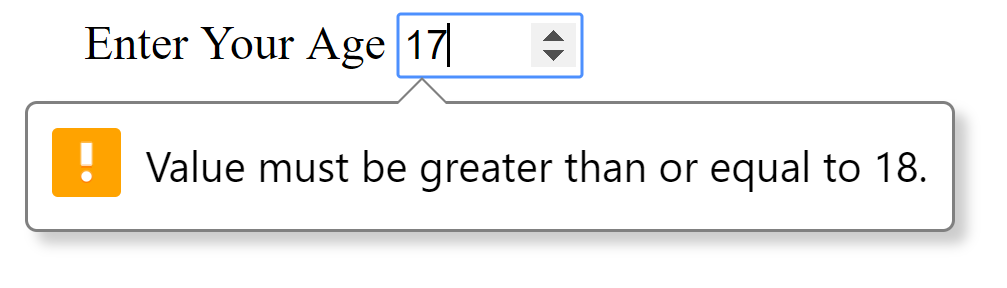 Enter Your Age 17
Value must be greater than or equal to 18.